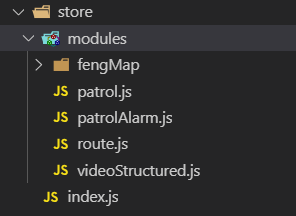 store
modules
fengMap
JS patrol.js
JS patrolAlarm.js
JS route.js
JS videoStructured.js
JS index.js